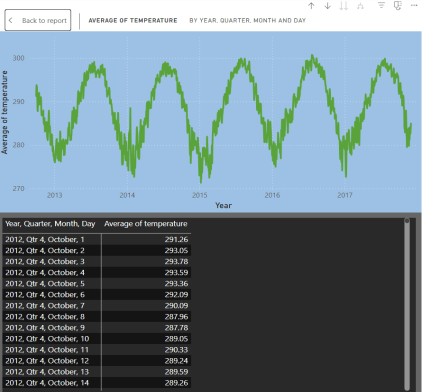 Back to report
AVERAGE OF TEMPERATURE BY YEAR, QUARTER, MONTH AND DAY
Average of temperature
300
290
280
270
2013 2014 2015 2016 2017
Year
Year, Quarter, Month, Day Average of temperature
2012, Qtr 4, October, 1 291.26
2012, Qtr 4, October, 2 293.05
2012, Qtr 4, October, 3 293.78
2012, Qtr 4, October, 4 293.59
2012, Qtr 4, October, 5 293.36
2012, Qtr 4, October, 6 292.09
2012, Qtr 4, October, 7 290.09
2012, Qtr 4, October, 8 287.96
2012, Qtr 4, October, 9 287.78
2012, Qtr 4, October, 10 289.05
2012, Qtr 4, October, 11 290.33
2012, Qtr 4, October, 12 289.24
2012, Qtr 4, October, 13 289.59
2012, Qtr 4, October, 14 289.26